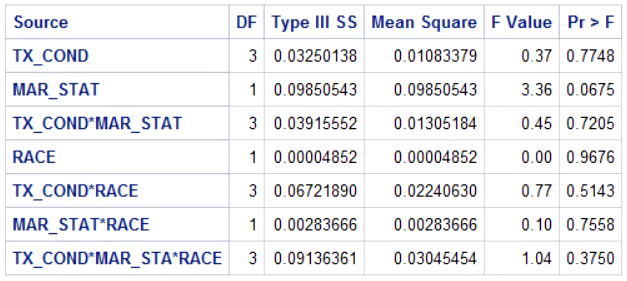 Source DF Type III SS Mean Square F Value Pr > F
TX_COND 3 0.03250138 0.01083379 0.37 0.7748
MAR_STAT 1 0.09850543 0.09850543 3.36 0.0675
TX_COND*MAR_STAT 3 0.03915552 0.01305184 0.45 0.7205
RACE 1 0.00004852 0.00004852 0.00 0.9676
TX_COND*RACE 3 0.06721890 0.02240630 0.77 0.5143
MAR_STAT*RACE 1 0.00283666 0.00283666 0.10 0.7558
TX_COND*MAR_STA*RACE 3 0.09136361 0.03045454 1.04 0.3750